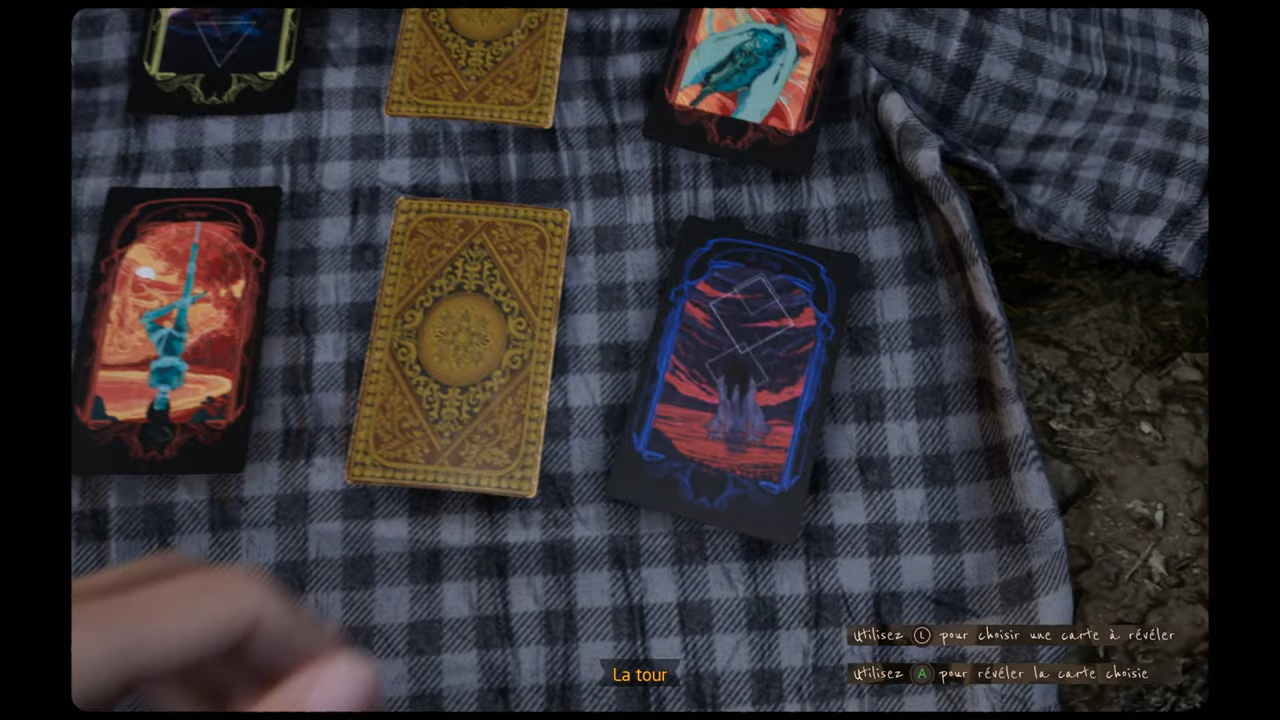 Utilisez L pour choisir une carte à révéler
La tour
Utilisez A pour révéler la carte choisie